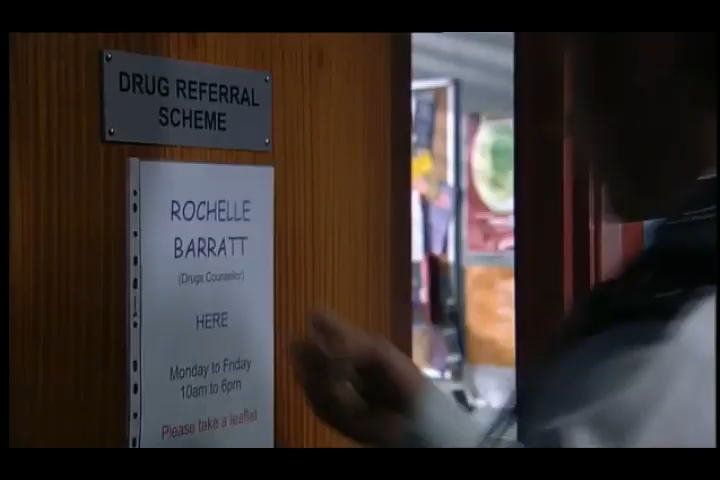 DRUG REFERRAL
SCHEME
ROCHELLE
BARRATT
(Drugs Counsellor)
HERE
Monday to Friday
10am to 6pm
Please take a leaflet